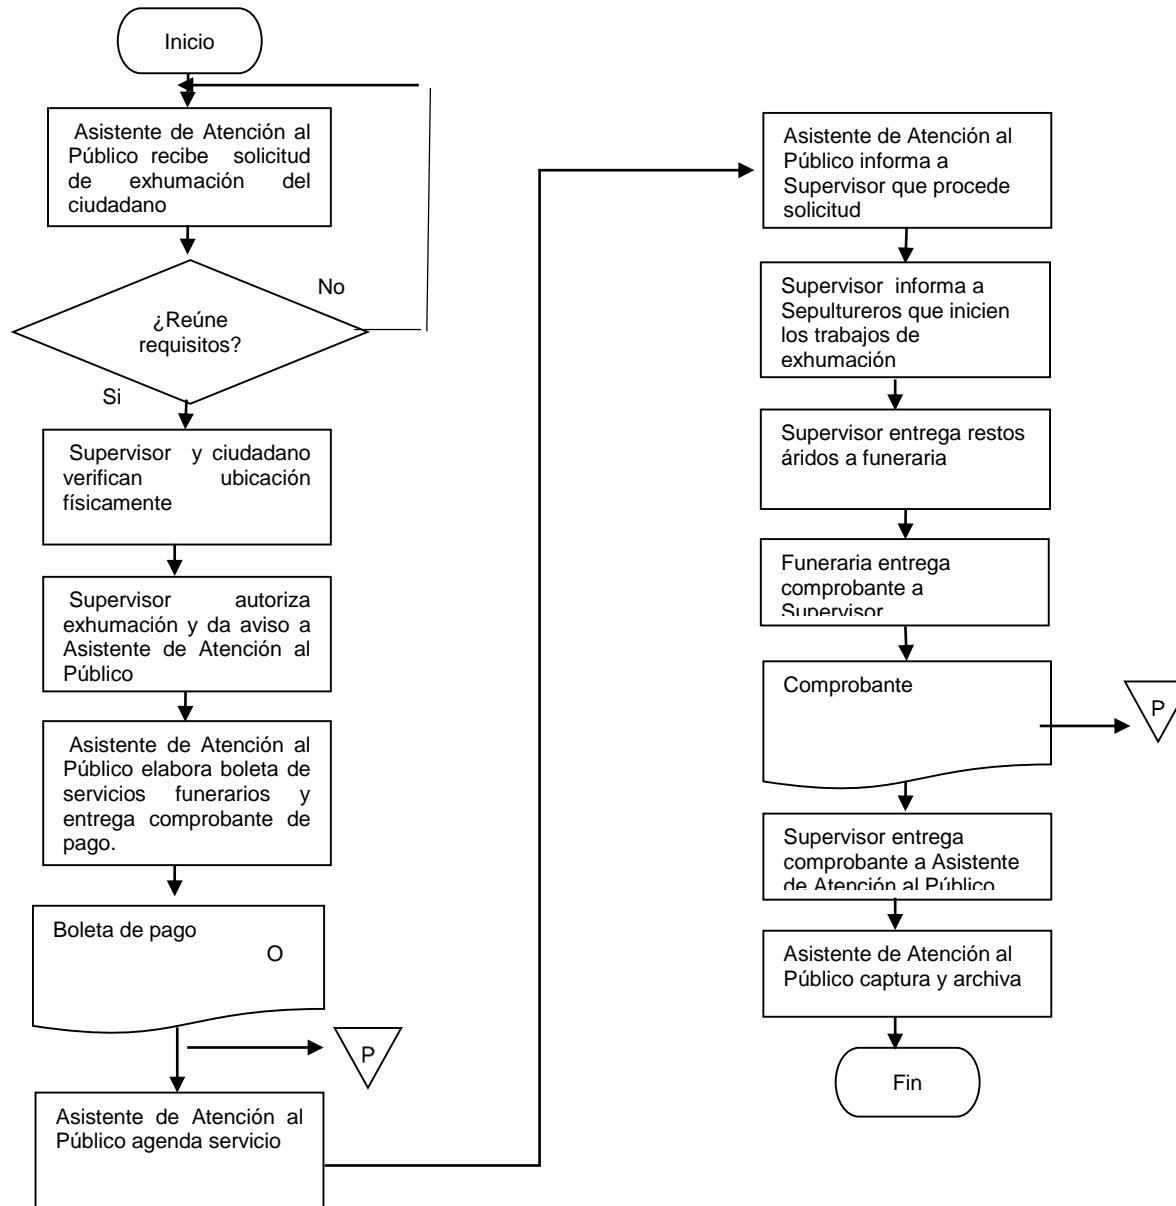 Inicio
Asistente de Atención al
Público recibe solicitud
de exhumación del
ciudadano
No
¿Reúne
requisitos?
Si
Supervisor y ciudadano
verifican ubicación
físicamente
Supervisor autoriza
exhumación y da aviso a
Asistente de Atención al
Público
Asistente de Atención al
Público elabora boleta de
servicios funerarios y
entrega comprobante de
pago.
Boleta de pago
O
P
Asistente de Atención al
Público agenda servicio
Asistente de Atención al
Público informa a
Supervisor que procede
solicitud
Supervisor informa a
Sepultureros que inicien
los trabajos de
exhumación
Supervisor entrega restos
áridos a funeraria
Funeraria entrega
comprobante a
Supervisor
Comprobante
P
Supervisor entrega
comprobante a Asistente
de Atención al Público
Asistente de Atención al
Público captura y archiva
Fin